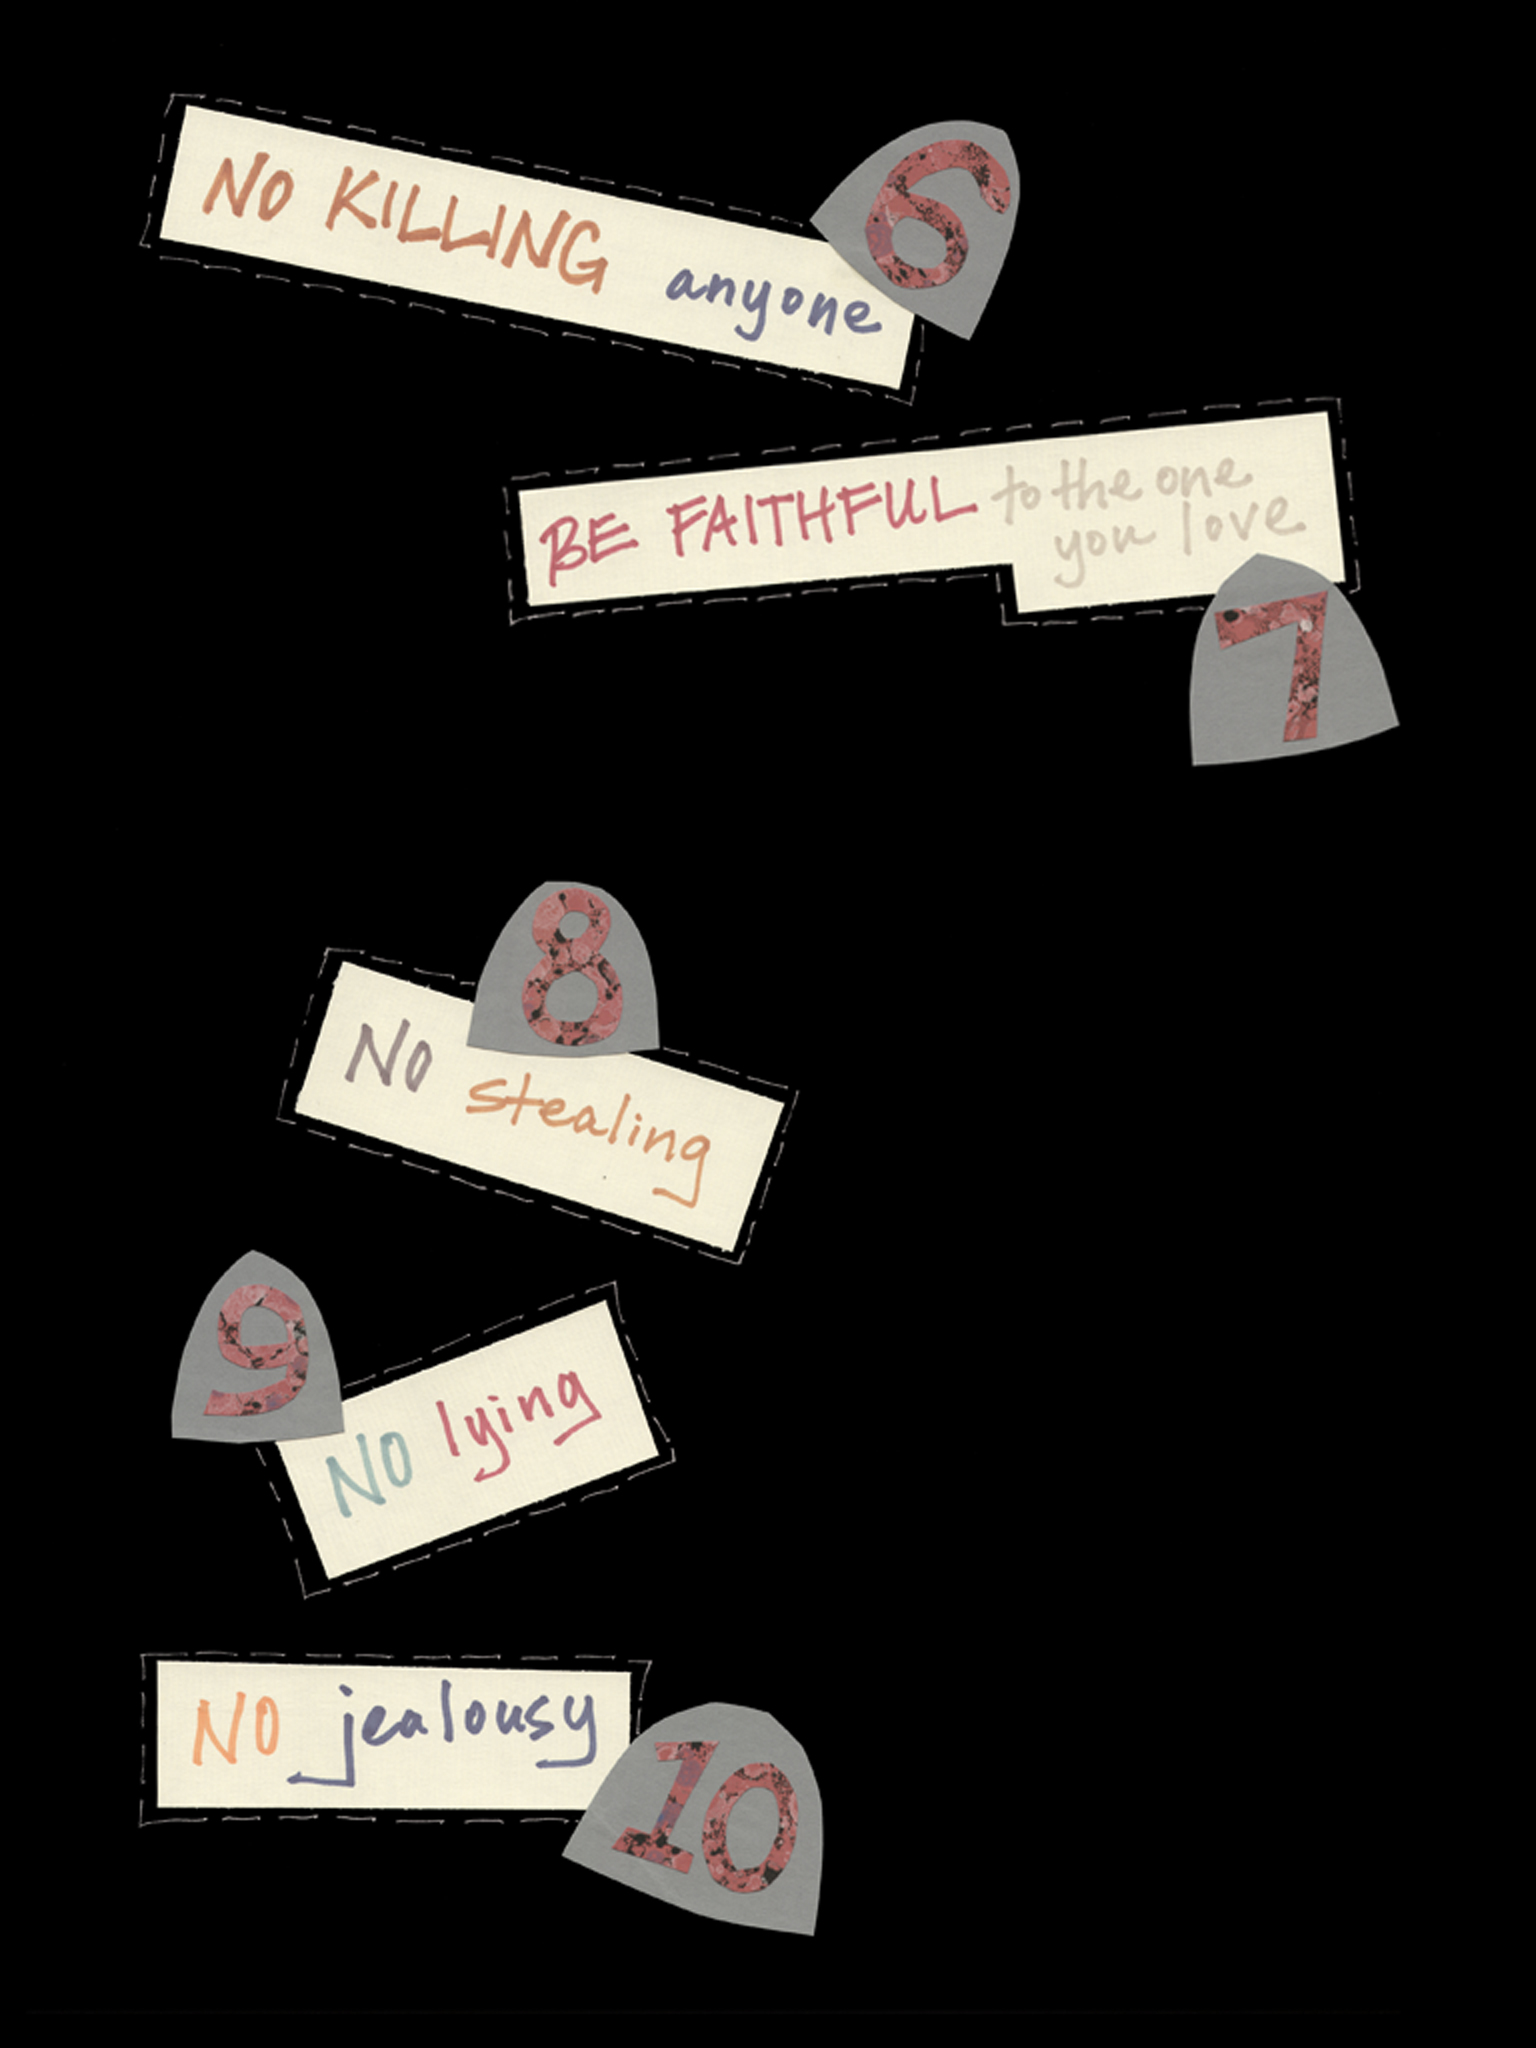 NO KILLING anyone
6
BE FAITHFUL to the one
you love
7
8
NO stealing
9
NO lying
NO jealousy
10